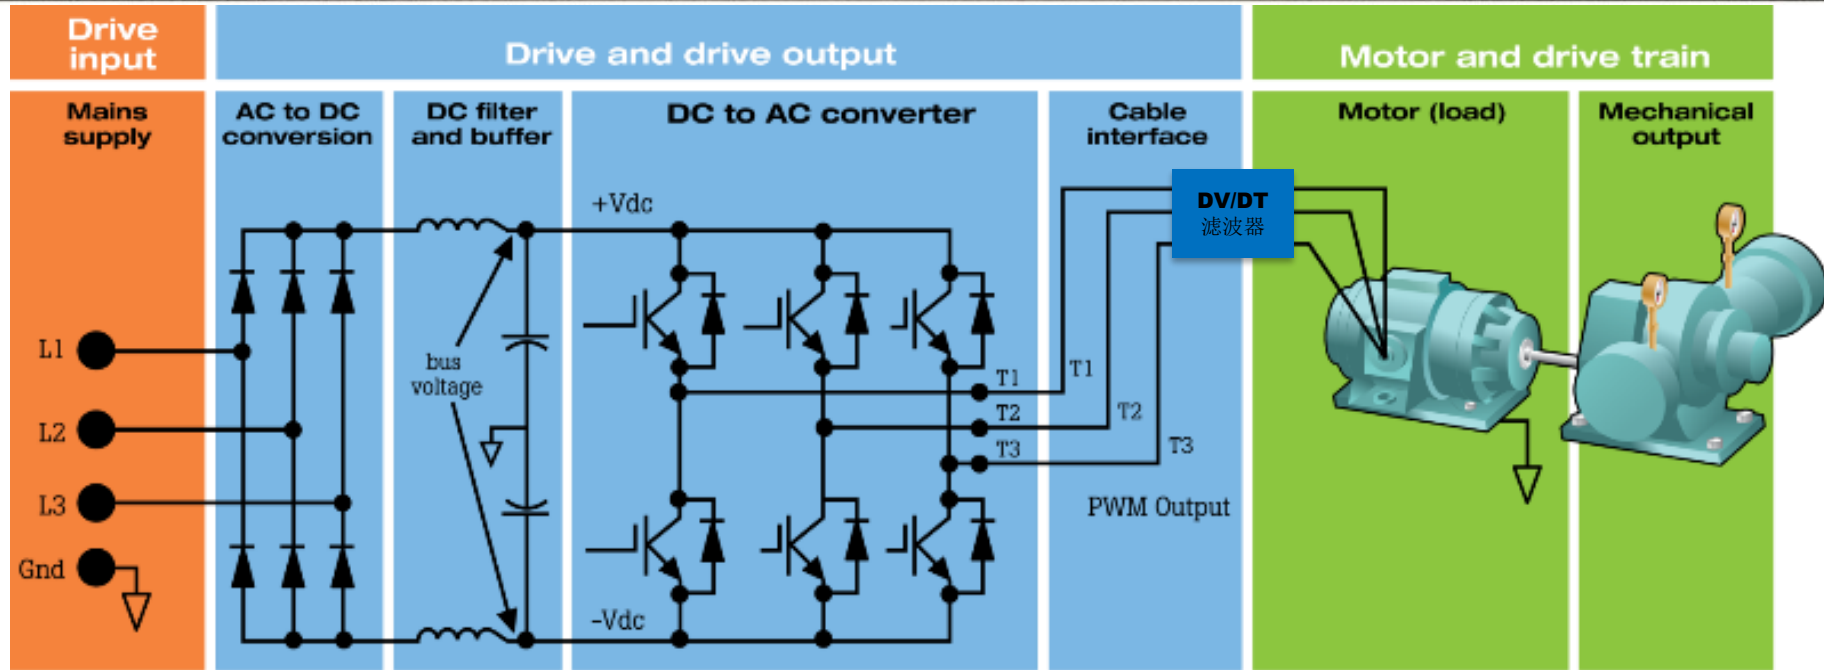 Drive
input
Drive and drive output
Motor and drive train
Mains
supply
AC to DC
conversion
DC filter
and buffer
DC to AC converter
Cable
interface
Motor (load)
Mechanical
output
DV/DT
滤波器
+Vdc
L1
L2
L3
Gnd
bus
voltage
T1
T2
T3
T1
T2
T3
PWM Output
–Vdc